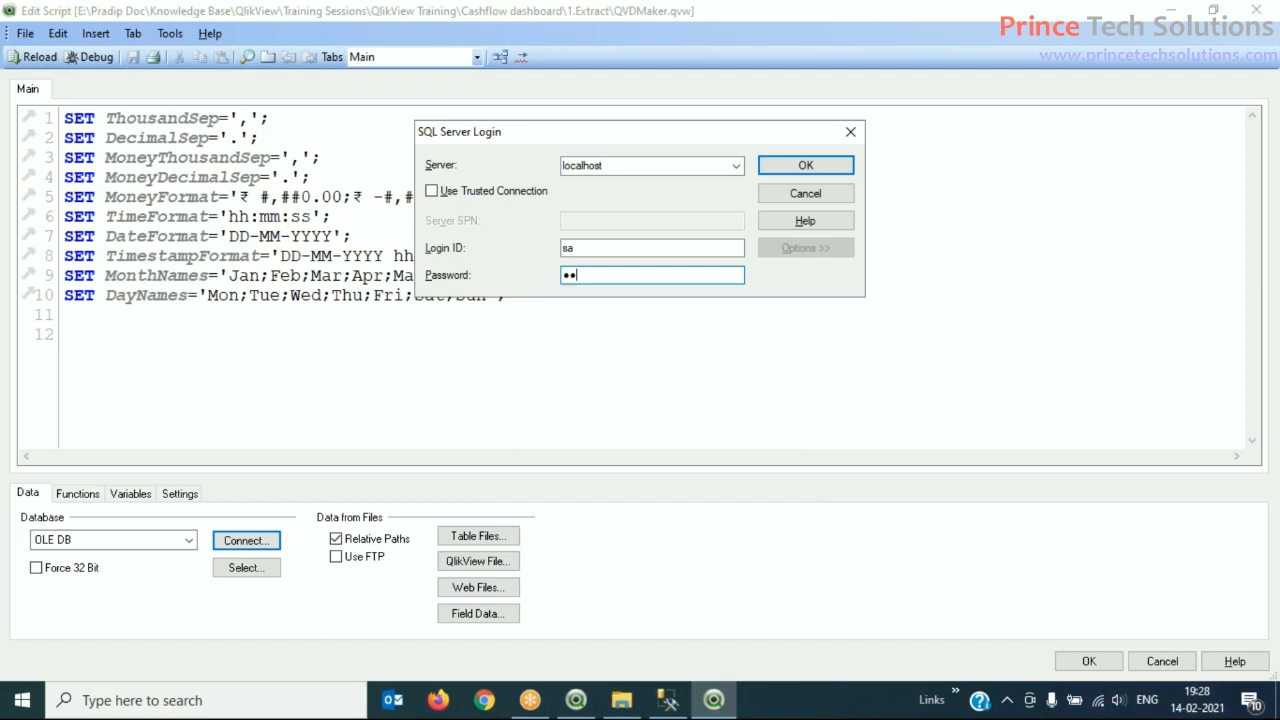 Edit Script [E:\Pradip Doc\Knowledge Base\QlikView\Training Sessions\QlikView Training\Cashflow dashboard\1.Extract\QVDMaker.qvw]
Prince Tech Solutions
www.princetechsolutions.com
File Edit Insert Tab Tools Help
Reload Debug Tabs Main
Main
1 SET ThousandSep=',';
2 SET DecimalSep='.';
3 SET MoneyThousandSep=',';
4 SET MoneyDecimalSep='.';
5 SET MoneyFormat='₹ #,##0.00;₹ -#,#
6 SET TimeFormat='hh:mm:ss';
7 SET DateFormat='DD-MM-YYYY';
8 SET TimestampFormat='DD-MM-YYYY hh
9 SET MonthNames='Jan;Feb;Mar;Apr;Ma
10 SET DayNames='Mon;Tue;Wed;Thu;Fri;Sat;Sun';
11
12
SQL Server Login
Server: localhost OK
Use Trusted Connection Cancel
Server SPN: Help
Login ID: sa Options >>
Password: ●●
Data Functions Variables Settings
Database Data from Files
OLE DB Connect... Relative Paths Table Files...
Force 32 Bit Select... Use FTP QlikView File...
Web Files...
Field Data...
OK Cancel Help
Type here to search Links » ENG 19:28
14-02-2021 10